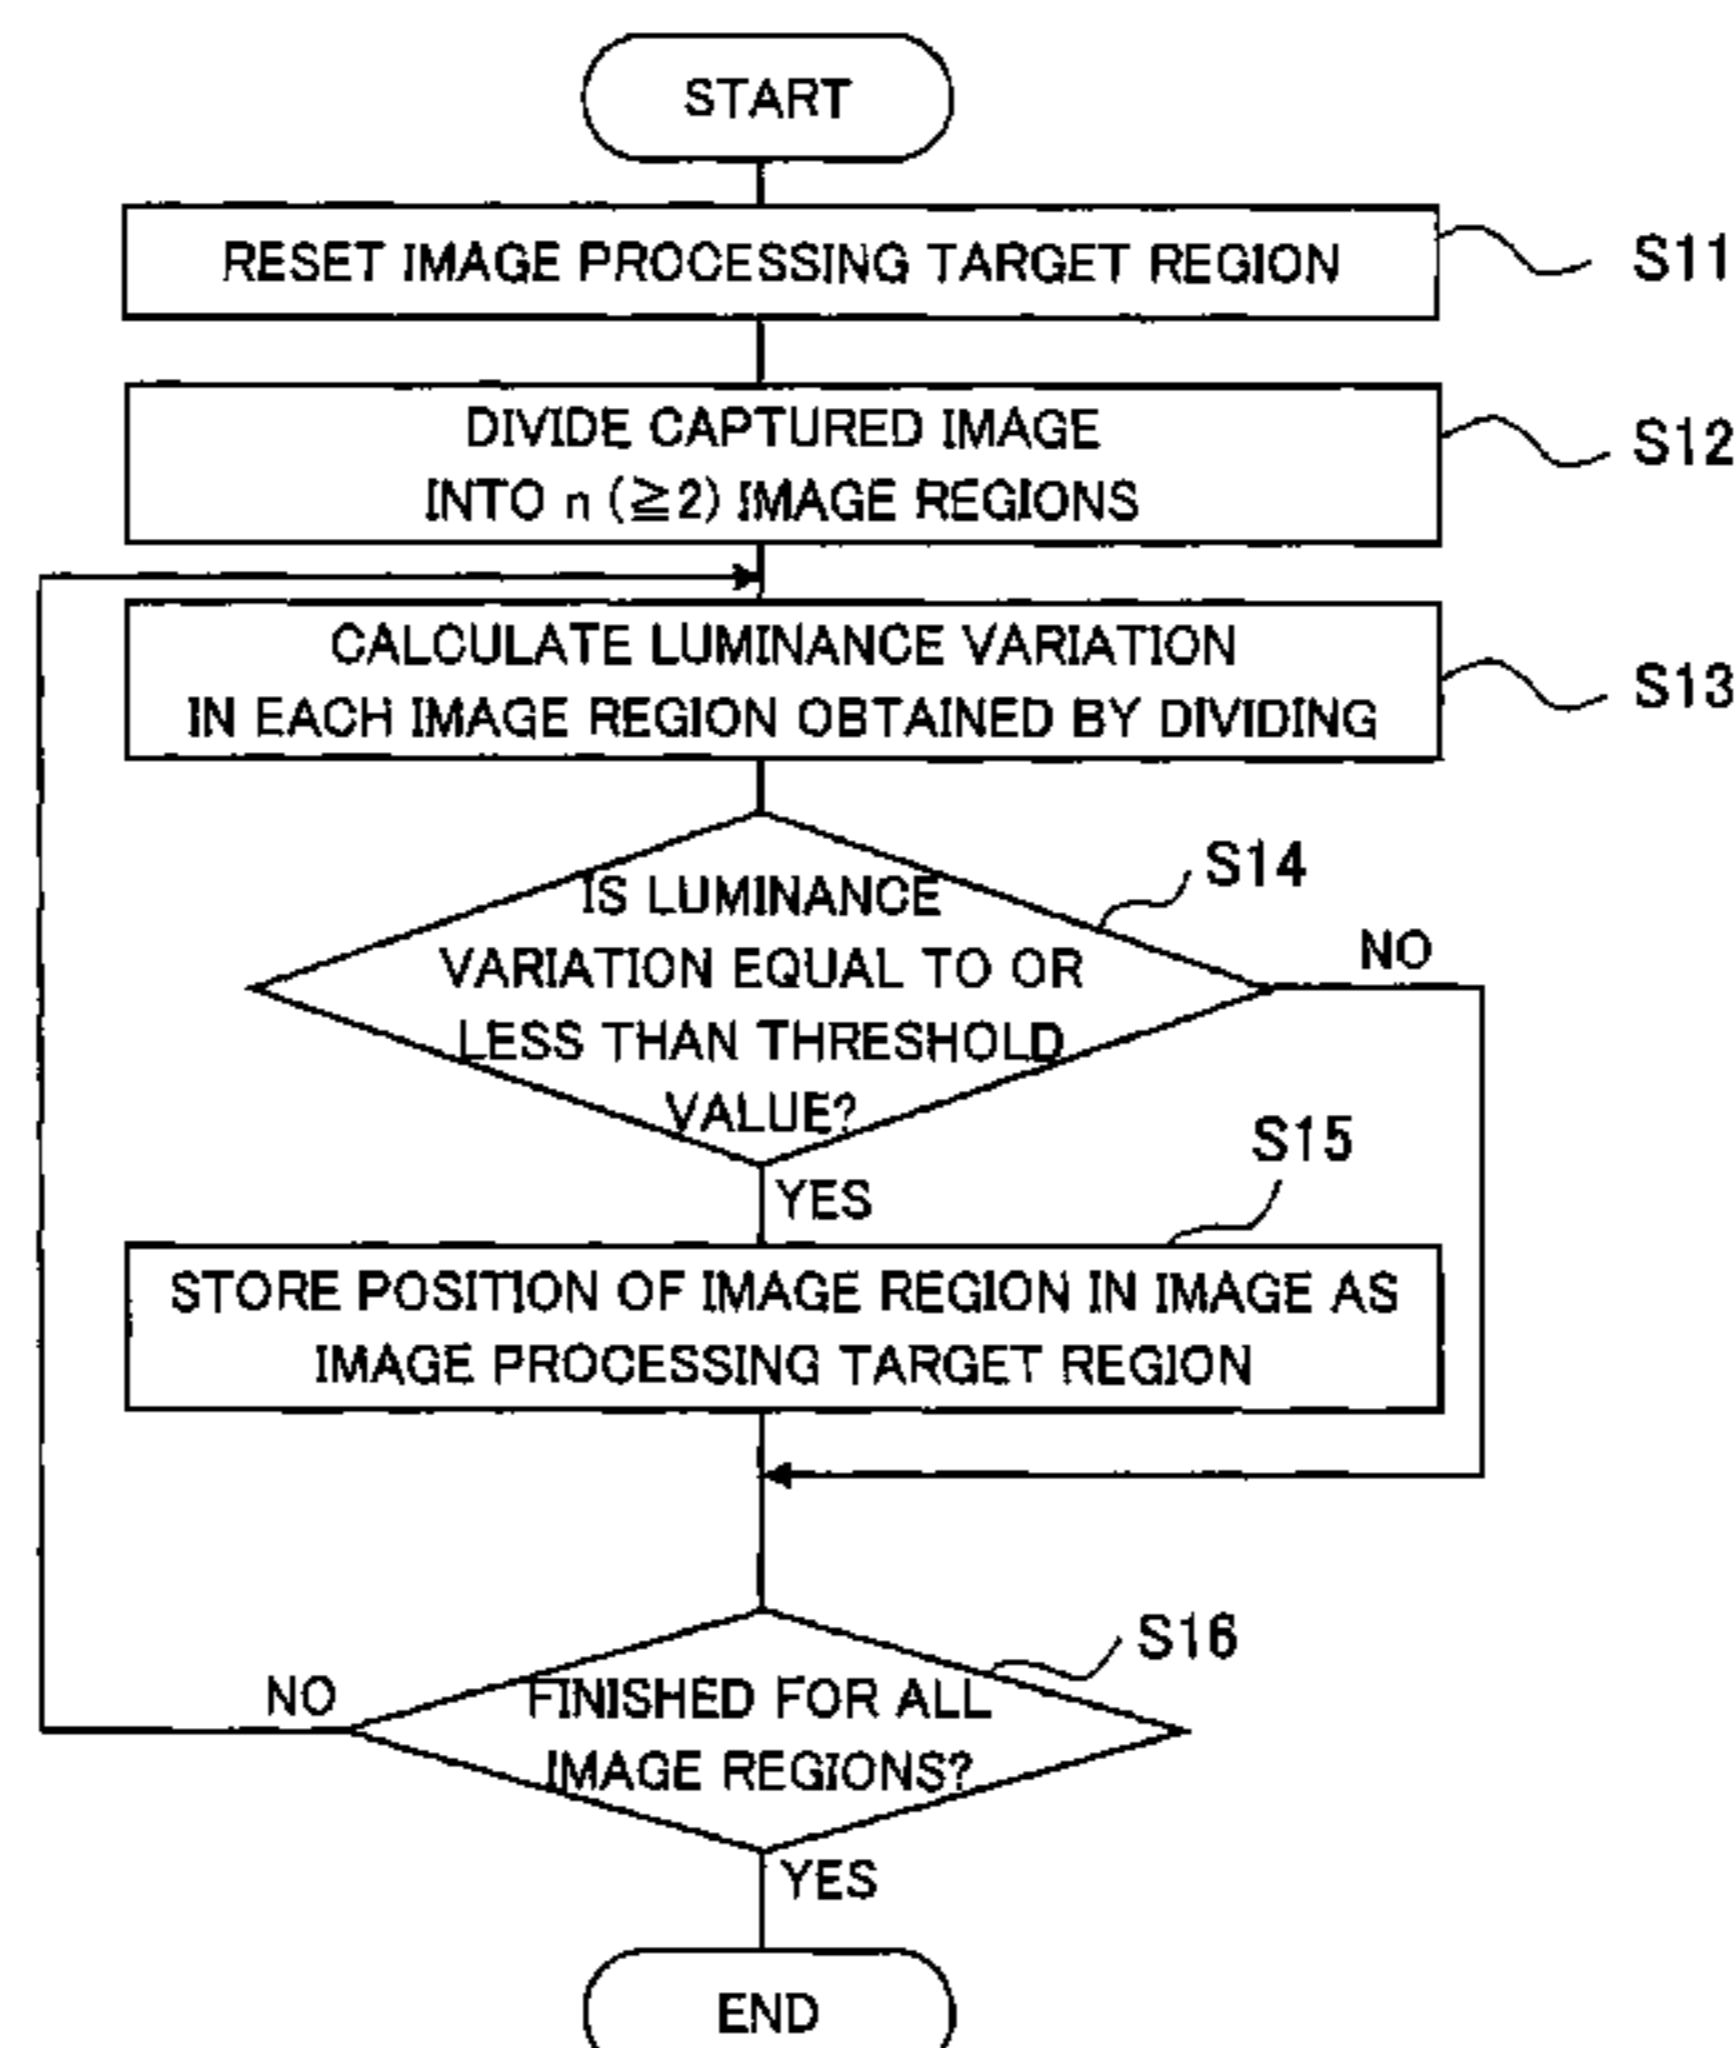 START
RESET IMAGE PROCESSING TARGET REGION
S11
DIVIDE CAPTURED IMAGE
INTO n (≧2) IMAGE REGIONS
S12
CALCULATE LUMINANCE VARIATION
IN EACH IMAGE REGION OBTAINED BY DIVIDING
S13
IS LUMINANCE
VARIATION EQUAL TO OR
LESS THAN THRESHOLD
VALUE?
S14
NO
YES
S15
STORE POSITION OF IMAGE REGION IN IMAGE AS
IMAGE PROCESSING TARGET REGION
S16
FINISHED FOR ALL
IMAGE REGIONS?
NO
YES
END